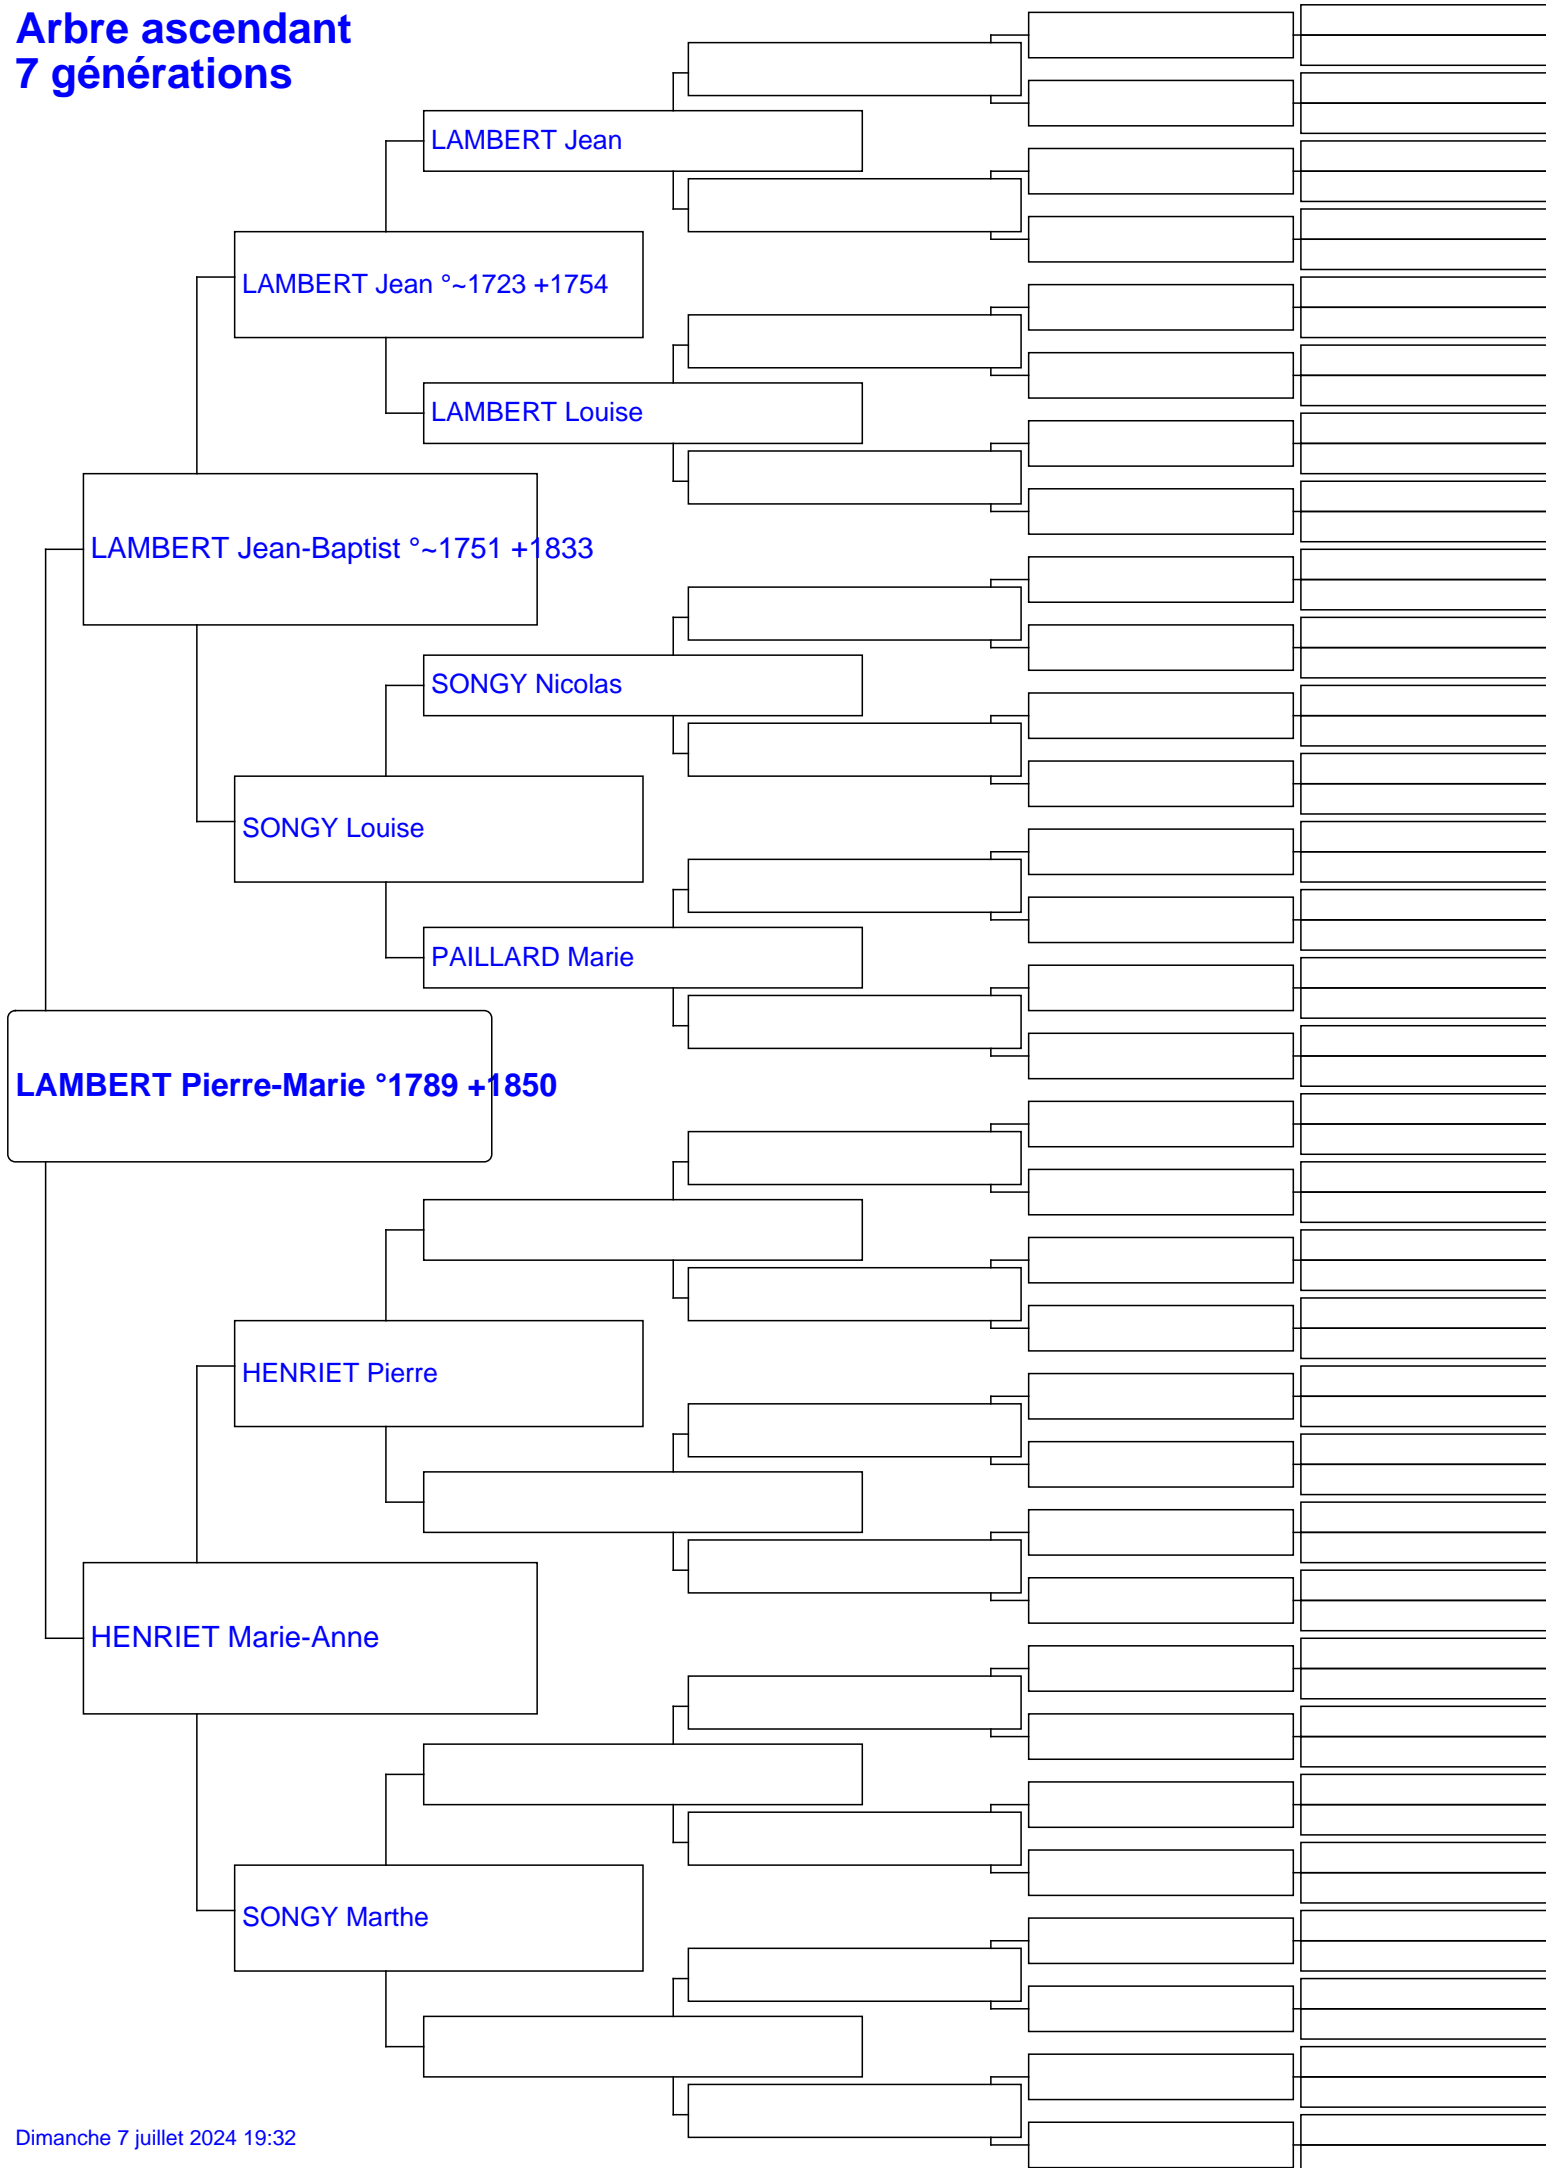 Arbre ascendant
7 générations
LAMBERT Jean
LAMBERT Jean °~1723 +1754
LAMBERT Louise
LAMBERT Jean-Baptist °~1751 +1833
SONGY Nicolas
SONGY Louise
PAILLARD Marie
LAMBERT Pierre-Marie °1789 +1850
HENRIET Pierre
HENRIET Marie-Anne
SONGY Marthe
Dimanche 7 juillet 2024 19:32